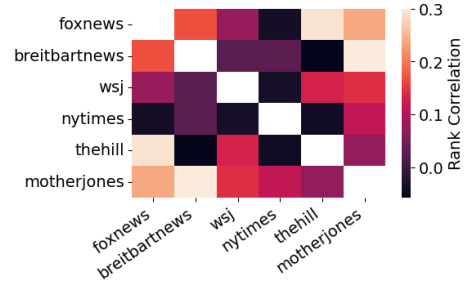 foxnews
breitbartnews
wsj
nytimes
thehill
motherjones
foxnews
breitbartnews
wsj
nytimes
thehill
motherjones
0.3
0.2
0.1
0.0
Rank Correlation